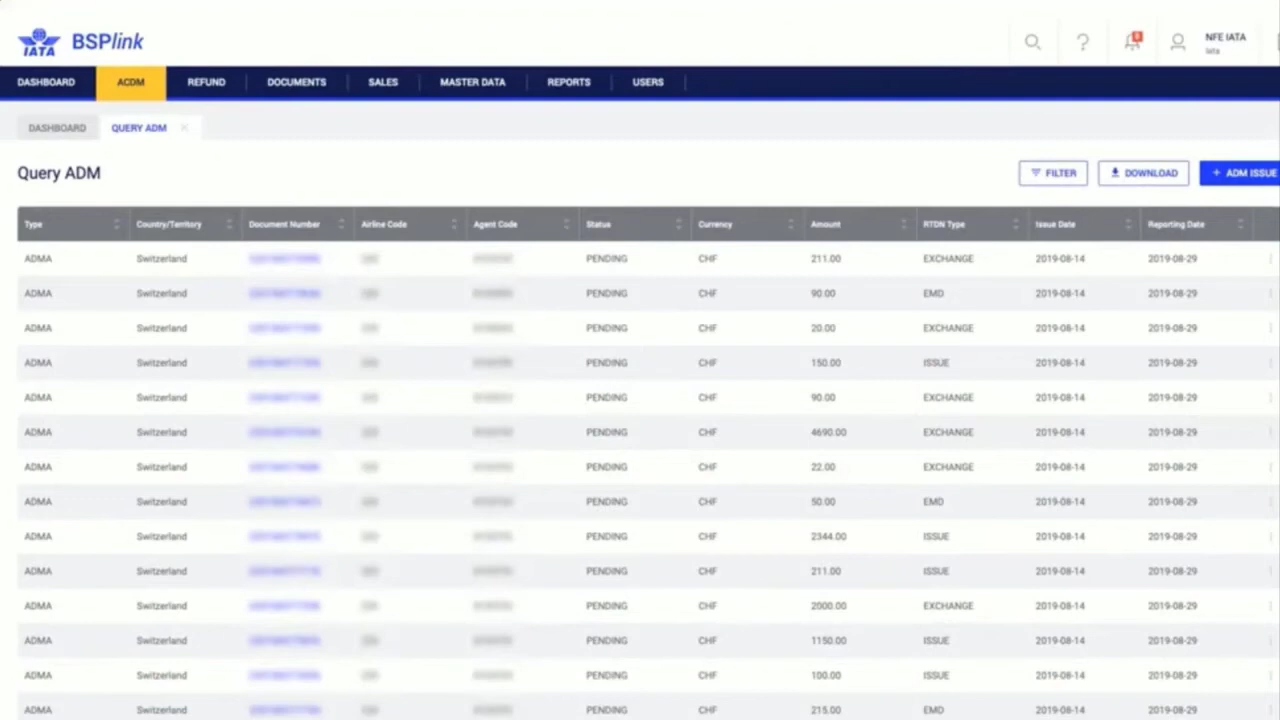 IATA BSPlink
8
NFE IATA
Iata
DASHBOARD ACDM REFUND DOCUMENTS SALES MASTER DATA REPORTS USERS
DASHBOARD QUERY ADM
Query ADM
FILTER DOWNLOAD + ADM ISSUE
Type Country/Territory Document Number Airline Code Agent Code Status Currency Amount RTDN Type Issue Date Reporting Date
ADMA Switzerland PENDING CHF 211.00 EXCHANGE 2019-08-14 2019-08-29
ADMA Switzerland PENDING CHF 90.00 EMD 2019-08-14 2019-08-29
ADMA Switzerland PENDING CHF 20.00 EXCHANGE 2019-08-14 2019-08-29
ADMA Switzerland PENDING CHF 150.00 ISSUE 2019-08-14 2019-08-29
ADMA Switzerland PENDING CHF 90.00 EXCHANGE 2019-08-14 2019-08-29
ADMA Switzerland PENDING CHF 4690.00 EXCHANGE 2019-08-14 2019-08-29
ADMA Switzerland PENDING CHF 22.00 EXCHANGE 2019-08-14 2019-08-29
ADMA Switzerland PENDING CHF 50.00 EMD 2019-08-14 2019-08-29
ADMA Switzerland PENDING CHF 2344.00 ISSUE 2019-08-14 2019-08-29
ADMA Switzerland PENDING CHF 211.00 ISSUE 2019-08-14 2019-08-29
ADMA Switzerland PENDING CHF 2000.00 EXCHANGE 2019-08-14 2019-08-29
ADMA Switzerland PENDING CHF 1150.00 ISSUE 2019-08-14 2019-08-29
ADMA Switzerland PENDING CHF 100.00 ISSUE 2019-08-14 2019-08-29
ADMA Switzerland PENDING CHF 215.00 EMD 2019-08-14 2019-08-29